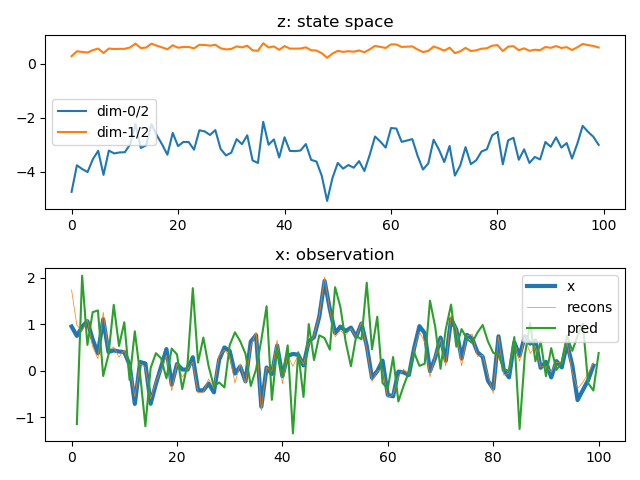 z: state space
0
−2
−4
dim-0/2
dim-1/2
0 20 40 60 80 100
x: observation
2
1
0
−1
x
recons
pred
0 20 40 60 80 100